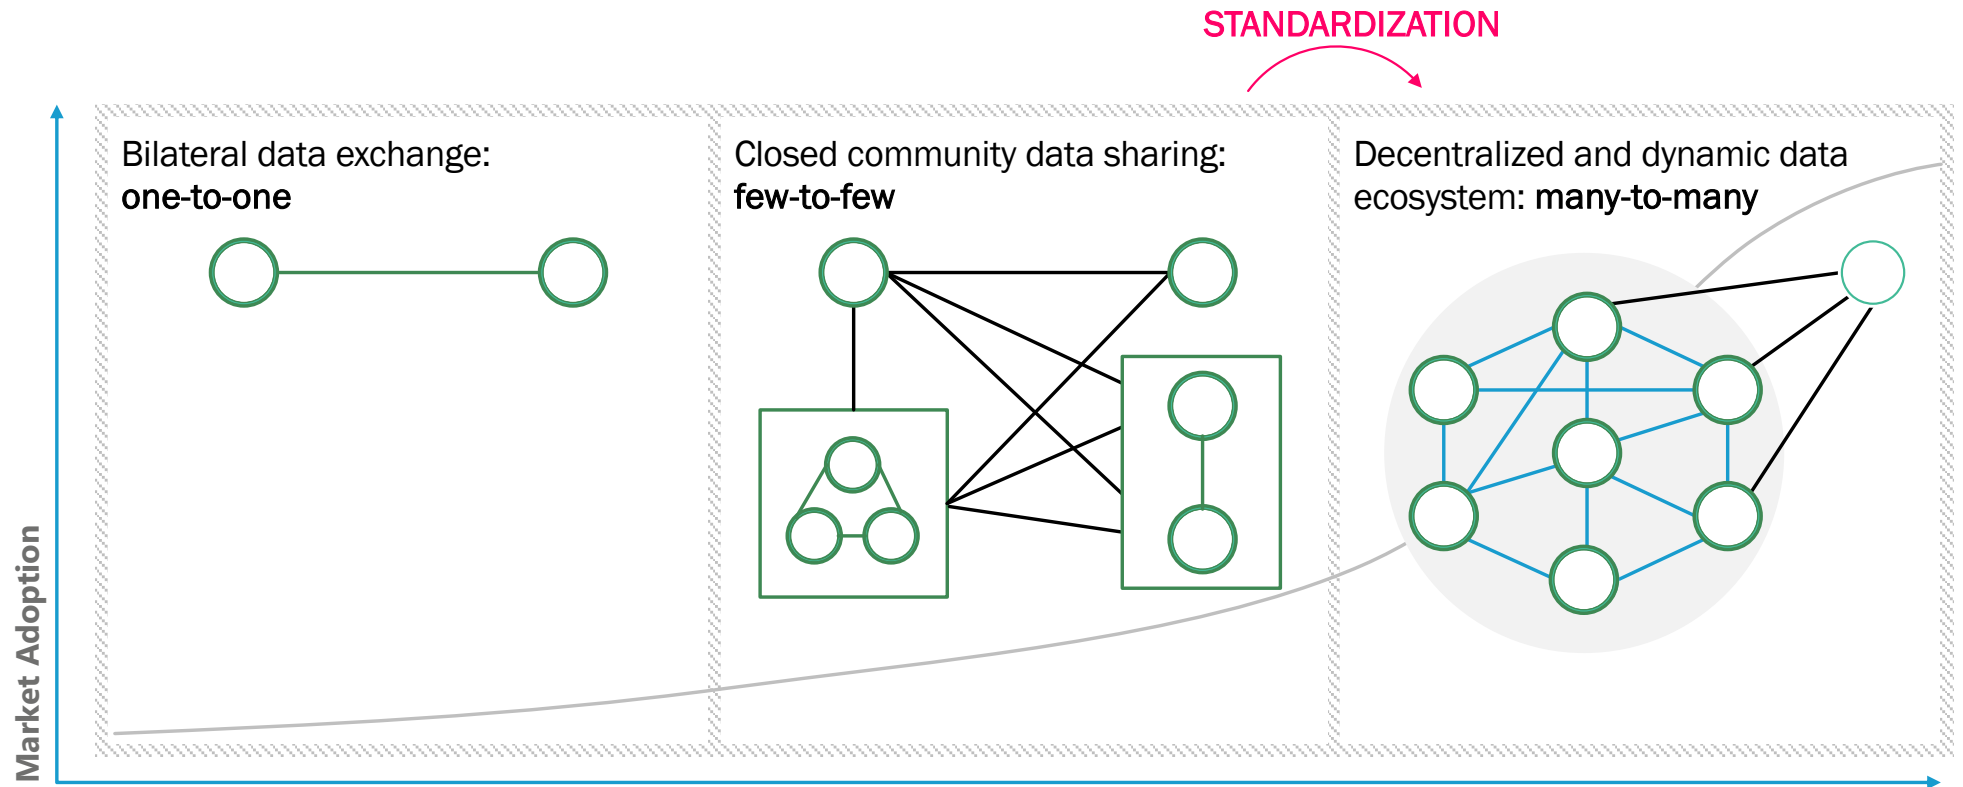 STANDARDIZATION
Bilateral data exchange:
one-to-one
Closed community data sharing:
few-to-few
Decentralized and dynamic data
ecosystem: many-to-many
Market Adoption